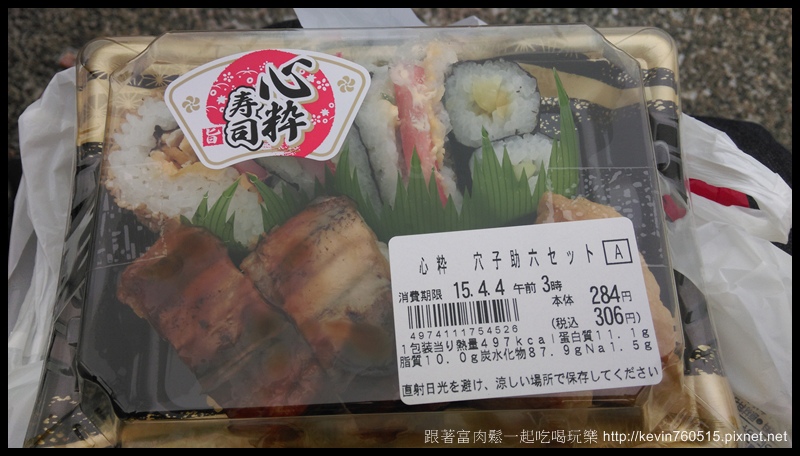 心粋
寿司
旨
心粋 穴子助六セット A
消費期限 15.4.4 午前 3時
本体 284円
(税込 306円)
4974111754526
1包装当り熱量497kcal蛋白質11.1g
脂質10.0g炭水化物87.9gNa1.5g
直射日光を避け、涼しい場所で保存してください
跟著富肉鬆一起吃喝玩樂 http://kevin760515.pixnet.net